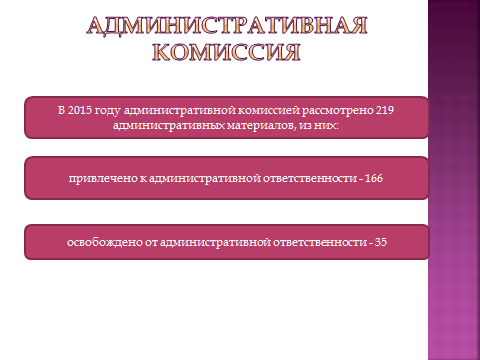 АДМИНИСТРАТИВНАЯ
КОМИССИЯ
В 2015 году административной комиссией рассмотрено 219
административных материалов, из них:
привлечено к административной ответственности - 166
освобождено от административной ответственности - 35